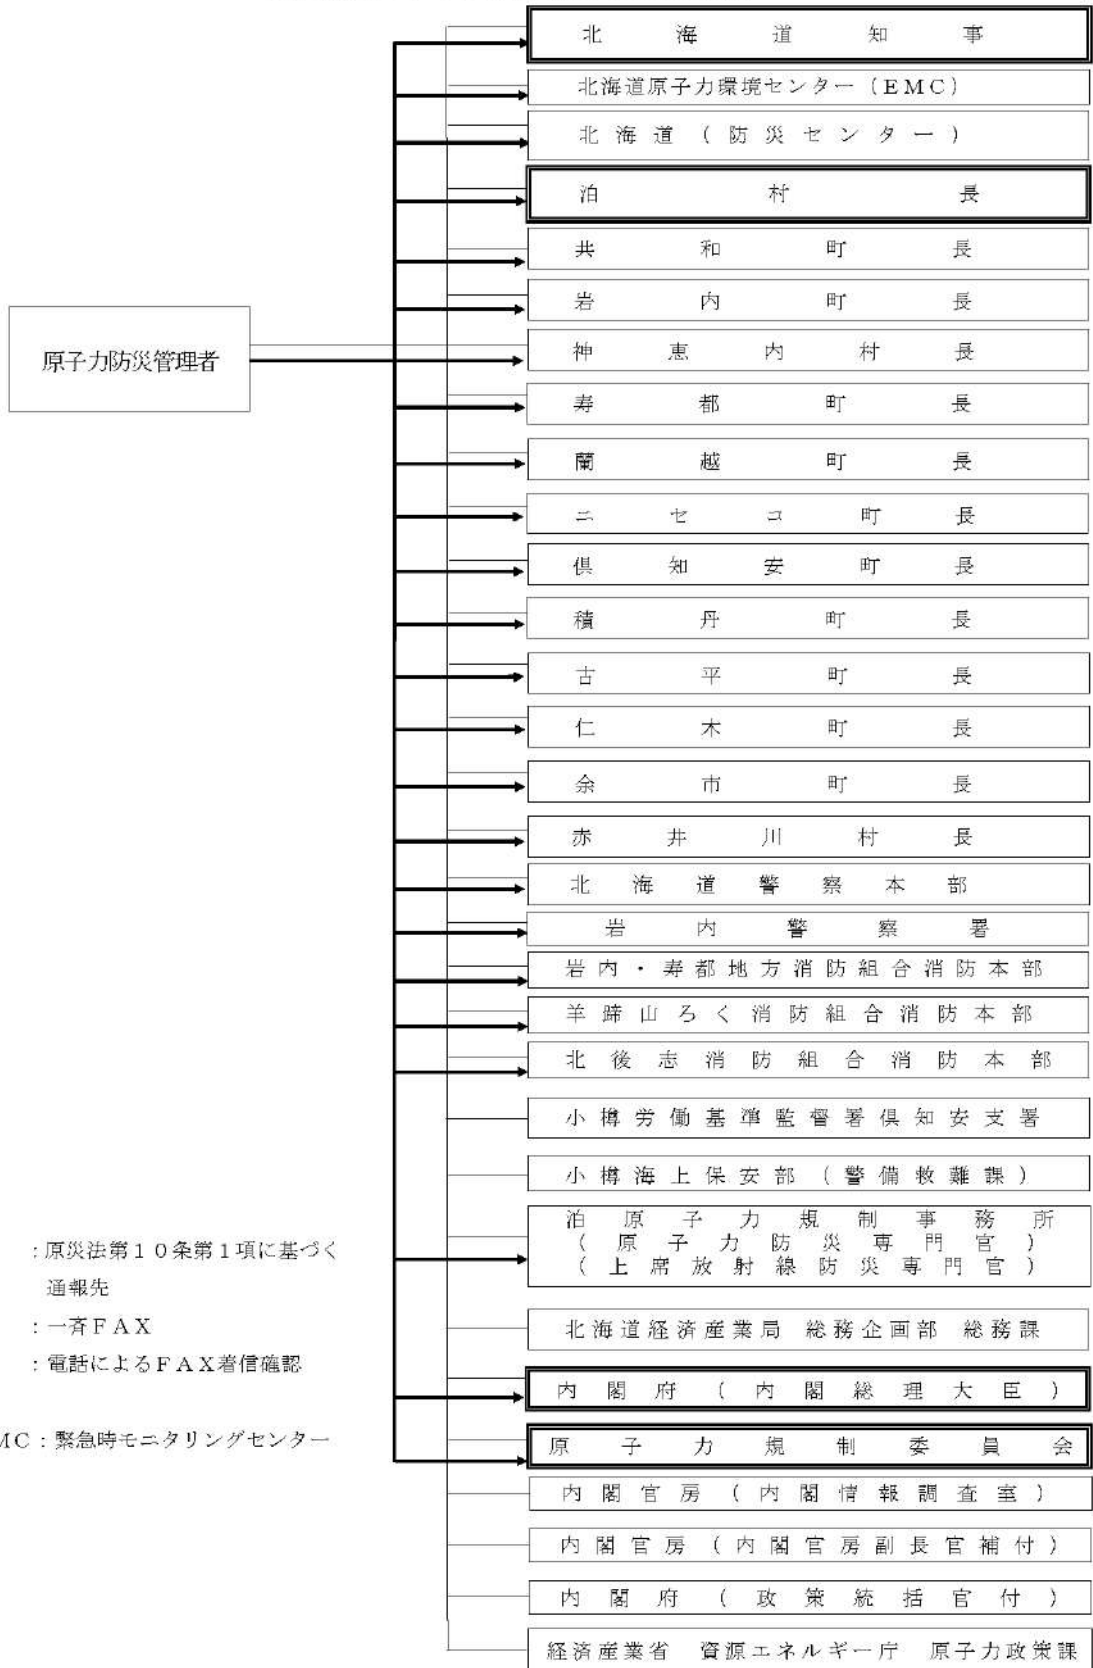 北海道知事
北海道原子力環境センター（ＥＭＣ）
北海道（防災センター）
泊村長
共和町長
岩内町長
原子力防災管理者
神恵内村長
寿都町長
蘭越町長
ニセコ町長
倶知安町長
積丹町長
古平町長
仁木町長
余市町長
赤井川村長
北海道警察本部
岩内警察署
岩内・寿都地方消防組合消防本部
羊蹄山ろく消防組合消防本部
北後志消防組合消防本部
小樽労働基準監督署倶知安支署
小樽海上保安部（警備救難課）
泊原子力規制事務所
（原子力防災専門官）
（上席放射線防災専門官）
北海道経済産業局　総務企画部　総務課
内閣府（内閣総理大臣）
原子力規制委員会
内閣官房（内閣情報調査室）
内閣官房（内閣官房副長官補付）
内閣府（政策統括官付）
経済産業省　資源エネルギー庁　原子力政策課
：原災法第１０条第１項に基づく
通報先
：一斉ＦＡＸ
：電話によるＦＡＸ着信確認
ＭＣ：緊急時モニタリングセンター